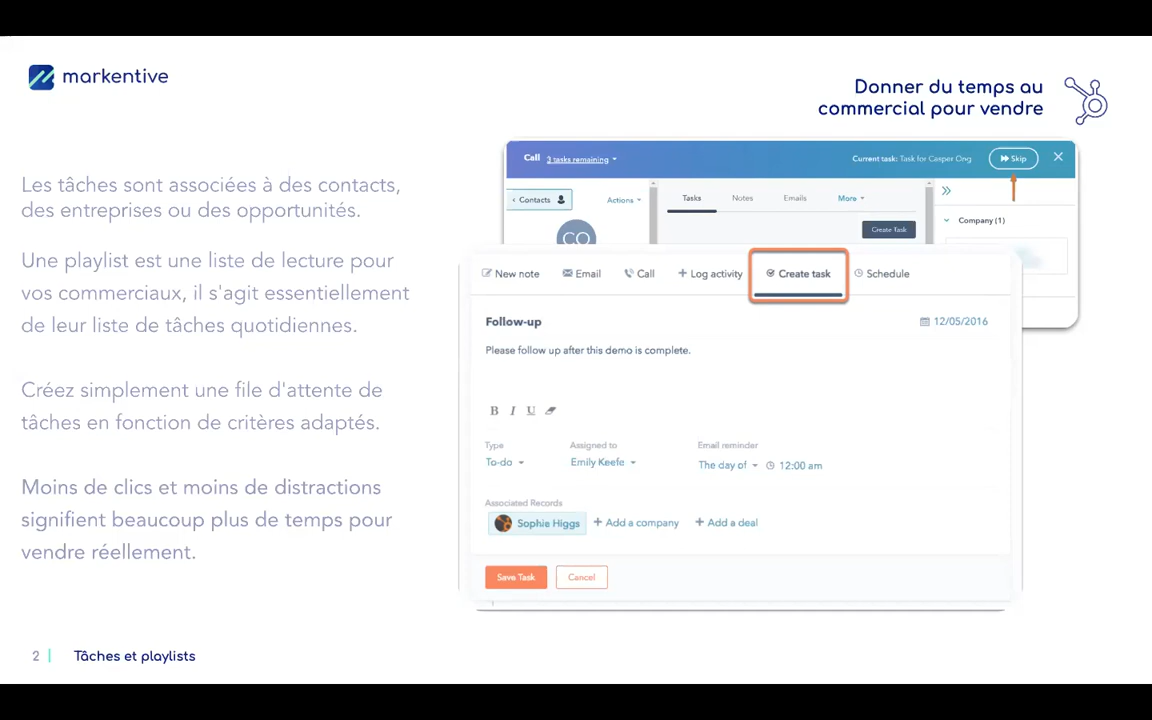 markentive
Donner du temps au
commercial pour vendre
Les tâches sont associées à des contacts,
des entreprises ou des opportunités.
Une playlist est une liste de lecture pour
vos commerciaux, il s'agit essentiellement
de leur liste de tâches quotidiennes.
Créez simplement une file d'attente de
tâches en fonction de critères adaptés.
Moins de clics et moins de distractions
signifient beaucoup plus de temps pour
vendre réellement.
Call 3 tasks remaining
Current task: Task for Casper Ong
Skip
Contacts
Actions
Tasks Notes Emails More
Company (1)
CO
Create Task
New note Email Call + Log activity Create task Schedule
Follow-up 12/05/2016
Please follow up after this demo is complete.
B I U
Type Assigned to Email reminder
To-do Emily Keefe The day of 12:00 am
Associated Records
Sophie Higgs + Add a company + Add a deal
Save Task Cancel
2 | Tâches et playlists